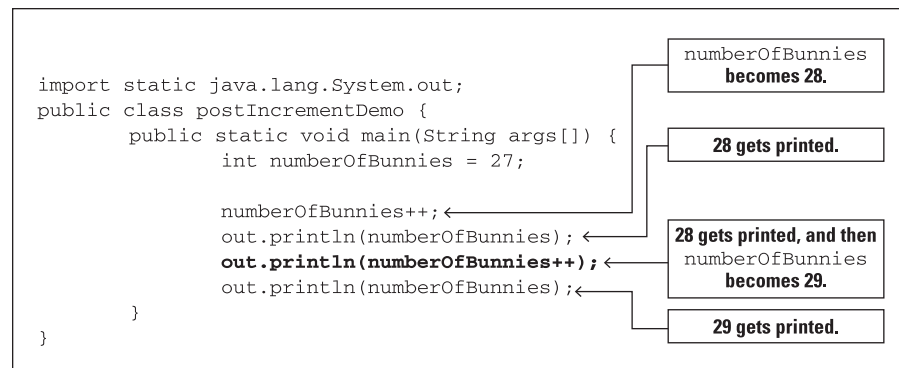 import static java.lang.System.out;
public class postIncrementDemo {
public static void main(String args[]) {
int numberOfBunnies = 27;
numberOfBunnies++;
out.println(numberOfBunnies);
out.println(numberOfBunnies++);
out.println(numberOfBunnies);
}
}
numberOfBunnies
becomes 28.
28 gets printed.
28 gets printed, and then
numberOfBunnies
becomes 29.
29 gets printed.